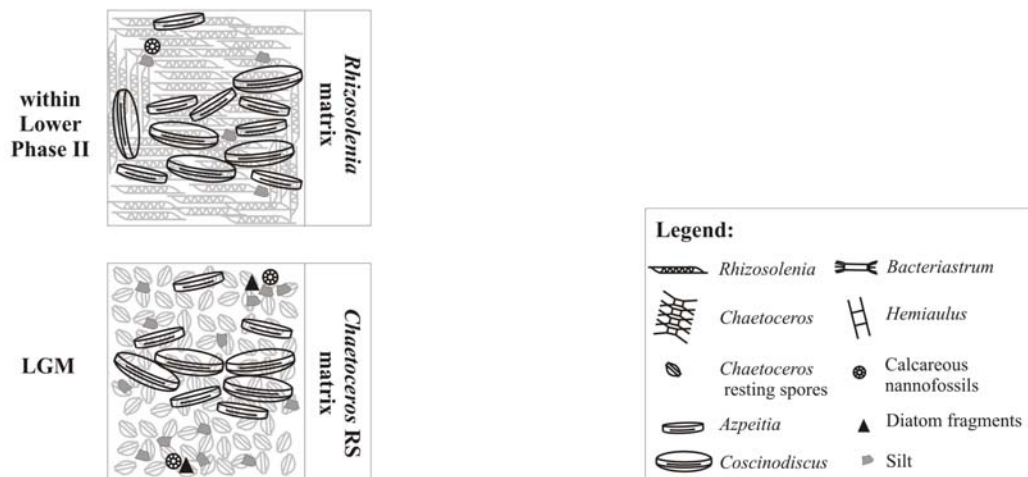 within
Lower
Phase II
Rhizosolenia
matrix
LGM
Chaetoceros RS
matrix
Legend:
Rhizosolenia
Bacteriastrum
Chaetoceros
Hemiaulus
Chaetoceros
resting spores
Calcareous
nannofossils
Azpeitia
Diatom fragments
Coscinodiscus
Silt